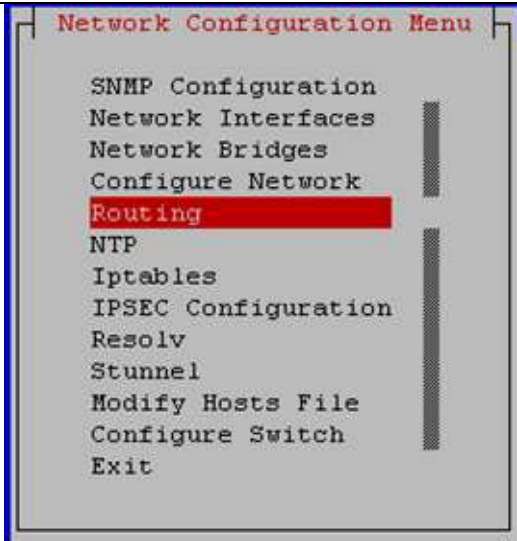 Network Configuration Menu
SNMP Configuration
Network Interfaces
Network Bridges
Configure Network
Routing
NTP
Iptables
IPSEC Configuration
Resolv
Stunnel
Modify Hosts File
Configure Switch
Exit